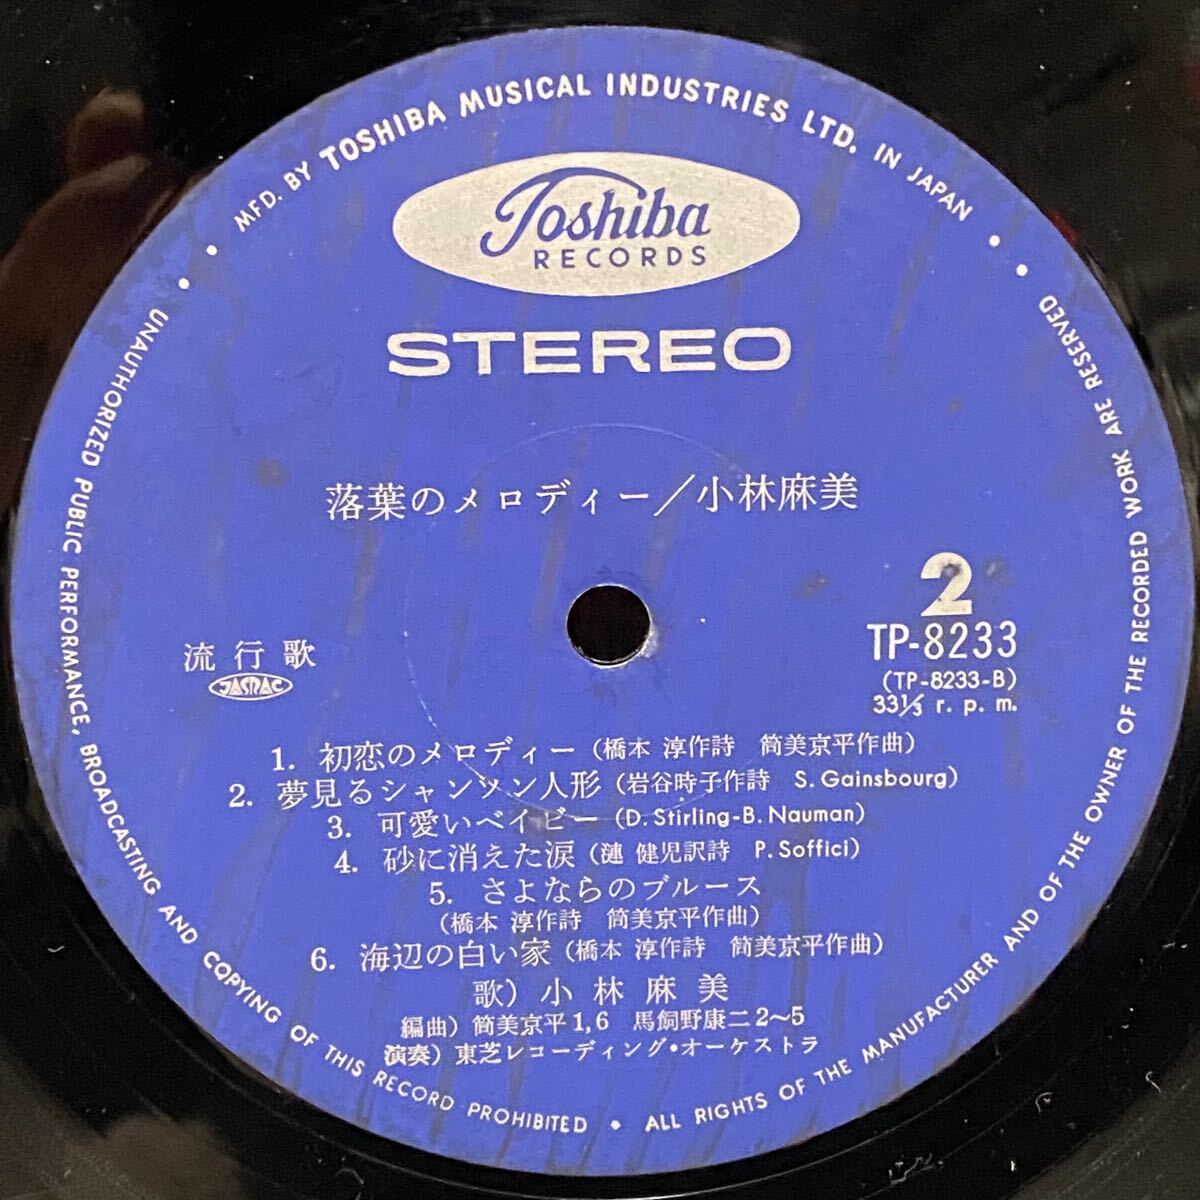 MFD. BY TOSHIBA MUSICAL INDUSTRIES LTD. IN JAPAN
Toshiba
RECORDS
STEREO
落葉のメロディー/小林麻美
2
TP-8233
(TP-8233-B)
33⅓ r. p. m.
流行歌
JASRAC
1. 初恋のメロディー (橋本 淳作詩 筒美京平作曲)
2. 夢見るシャンソン人形 (岩谷時子作詩 S. Gainsbourg)
3. 可愛いベイビー (D. Stirling-B. Nauman)
4. 砂に消えた涙 (漣 健児訳詩 P. Soffici)
5. さよならのブルース
(橋本 淳作詩 筒美京平作曲)
6. 海辺の白い家 (橋本 淳作詩 筒美京平作曲)
歌) 小林麻美
編曲) 筒美京平1,6 馬飼野康二2〜5
演奏) 東芝レコーディング・オーケストラ
UNAUTHORIZED PUBLIC PERFORMANCE, BROADCASTING AND COPYING OF THIS RECORD PROHIBITED • ALL RIGHTS OF THE MANUFACTURER AND OF THE OWNER OF THE RECORDED WORK ARE RESERVED